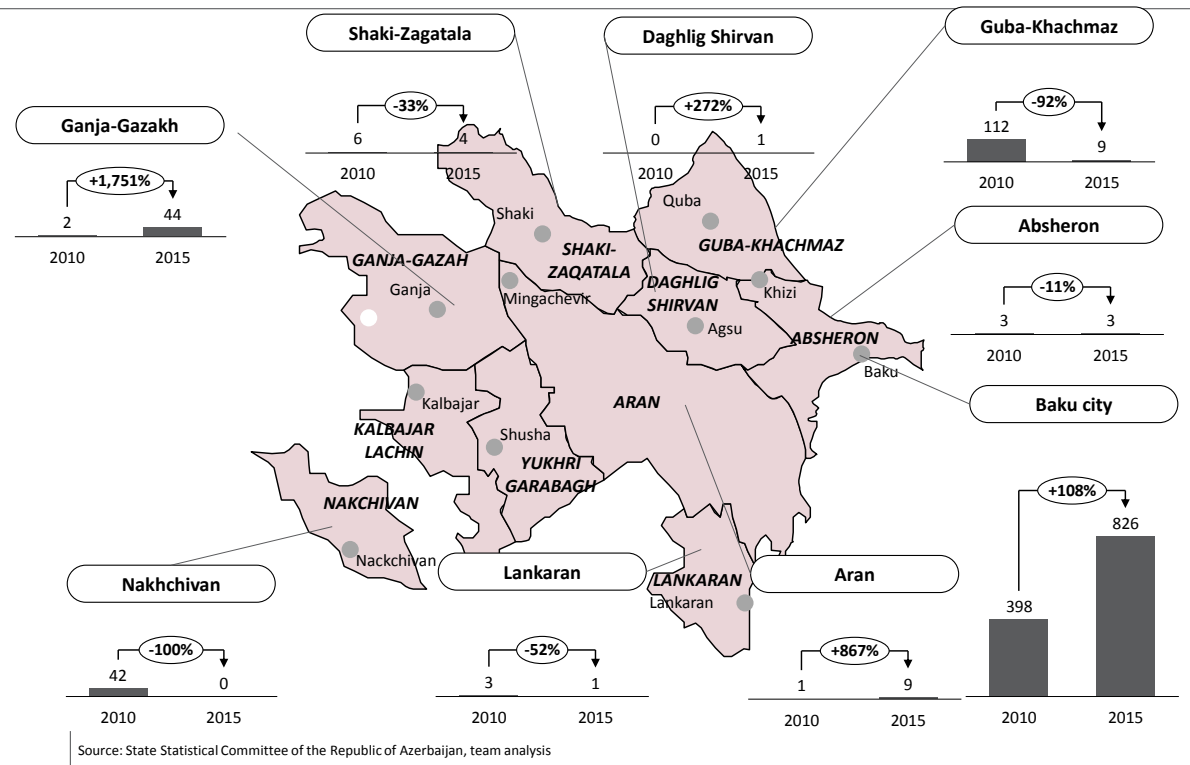 Shaki-Zagatala
Daghlig Shirvan
Guba-Khachmaz
-33%
6
4
2010
2015
+272%
0
1
2010
2015
-92%
112
9
2010
2015
Ganja-Gazakh
+1,751%
2
44
2010
2015
Absheron
-11%
3
3
2010
2015
Shaki
SHAKI-
ZAQATALA
Quba
GUBA-KHACHMAZ
GANJA-GAZAH
Ganja
Mingachevir
DAGHLIG
SHIRVAN
Khizi
Agsu
ABSHERON
Baku
Baku city
+108%
398
826
2010
2015
Kalbajar
KALBAJAR
LACHIN
ARAN
Shusha
YUKHRI
GARABAGH
NAKCHIVAN
Nackchivan
LANKARAN
Lankaran
Nakhchivan
-100%
42
0
2010
2015
Lankaran
-52%
3
1
2010
2015
Aran
+867%
1
9
2010
2015
Source: State Statistical Committee of the Republic of Azerbaijan, team analysis